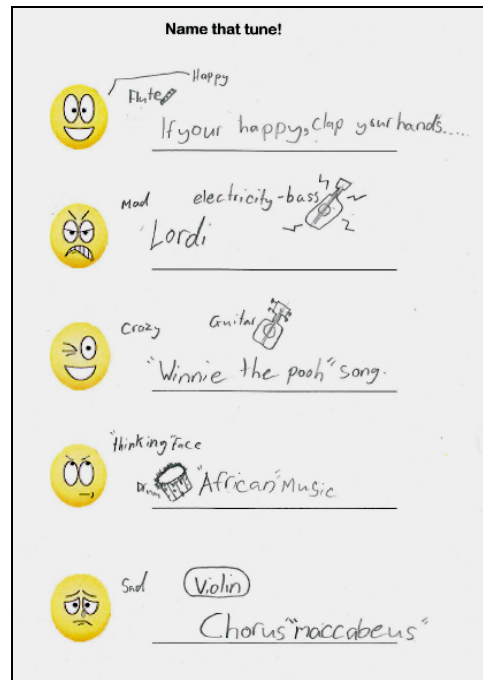 Name that tune!
Happy
Flute
If your happy, Clap your hands.....
Mad electricity-bass
Lordi
Crazy Guitar
"Winnie the pooh" song.
"thinking" Face
Drum "African" Music
Sad Violin
Chorus "maccabeus"